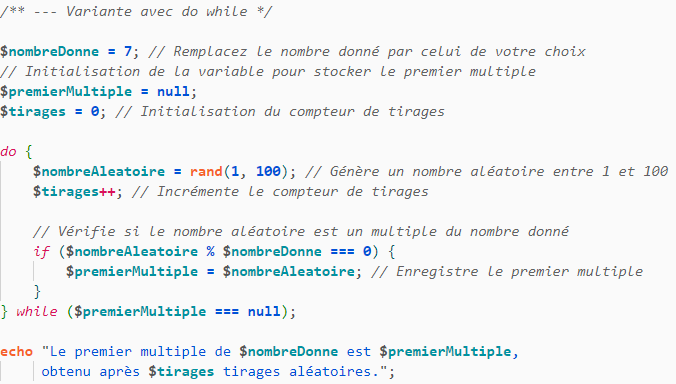 /** --- Variante avec do while */
$nombreDonne = 7; // Remplacez le nombre donné par celui de votre choix
// Initialisation de la variable pour stocker le premier multiple
$premierMultiple = null;
$tirages = 0; // Initialisation du compteur de tirages
do {
    $nombreAleatoire = rand(1, 100); // Génère un nombre aléatoire entre 1 et 100
    $tirages++; // Incrémente le compteur de tirages
    // Vérifie si le nombre aléatoire est un multiple du nombre donné
    if ($nombreAleatoire % $nombreDonne === 0) {
        $premierMultiple = $nombreAleatoire; // Enregistre le premier multiple
    }
} while ($premierMultiple === null);
echo "Le premier multiple de $nombreDonne est $premierMultiple,
     obtenu après $tirages tirages aléatoires.";